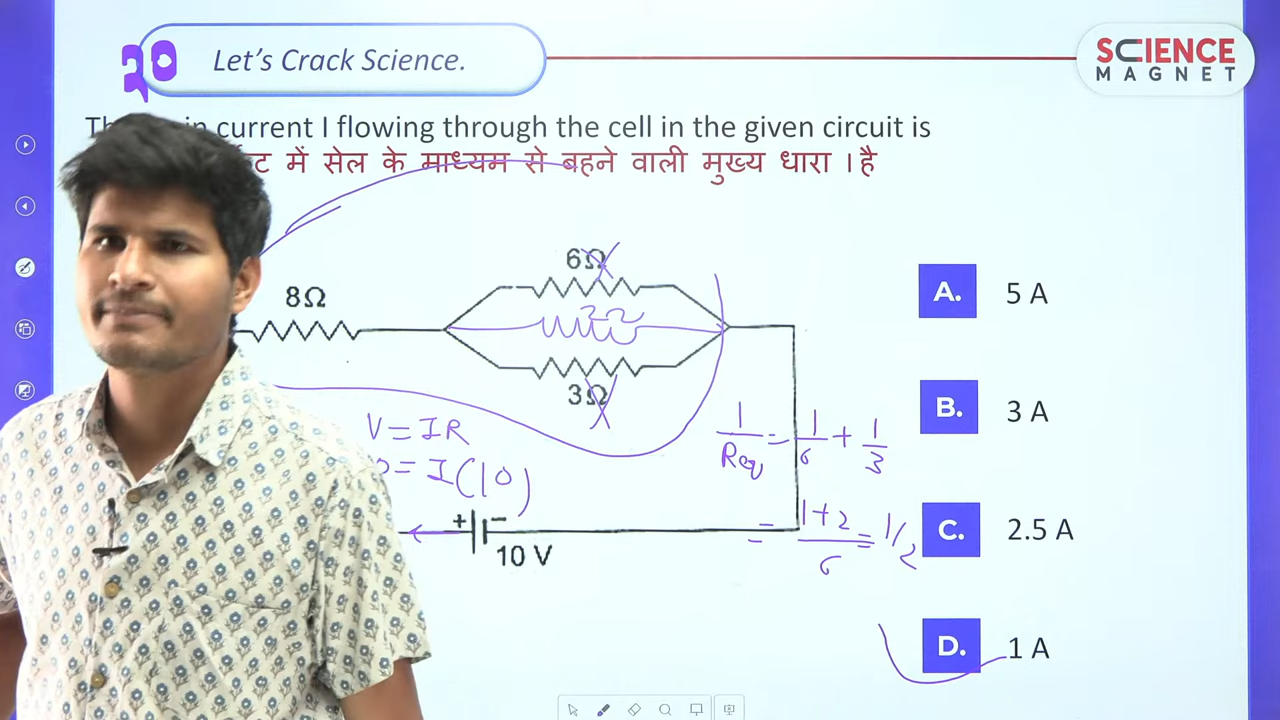 20
Let's Crack Science.
SCIENCE
MAGNET
in current I flowing through the cell in the given circuit is
में सेल के माध्यम से बहने वाली मुख्य धारा । है
6Ω
8Ω
2Ω
3Ω
V = IR
= I(10)
1/Req = 1/6 + 1/3
= 1+2/6 = 1/2
+ −
10 V
A. 5 A
B. 3 A
C. 2.5 A
D. 1 A